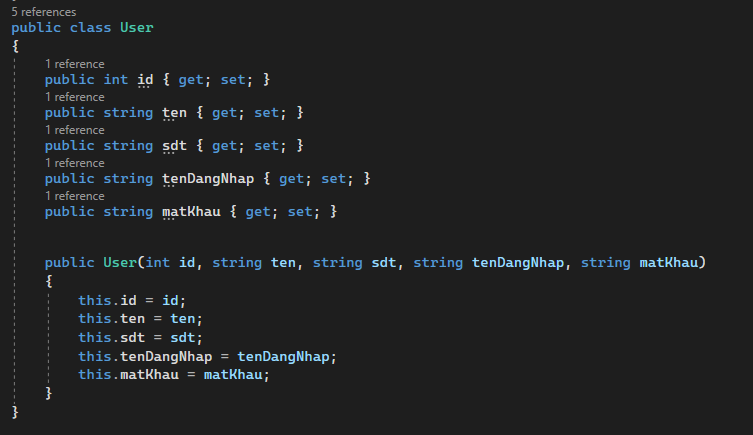 5 references
public class User
{
1 reference
public int id { get; set; }
1 reference
public string ten { get; set; }
1 reference
public string sdt { get; set; }
1 reference
public string tenDangNhap { get; set; }
1 reference
public string matKhau { get; set; }
public User(int id, string ten, string sdt, string tenDangNhap, string matKhau)
{
this.id = id;
this.ten = ten;
this.sdt = sdt;
this.tenDangNhap = tenDangNhap;
this.matKhau = matKhau;
}
}